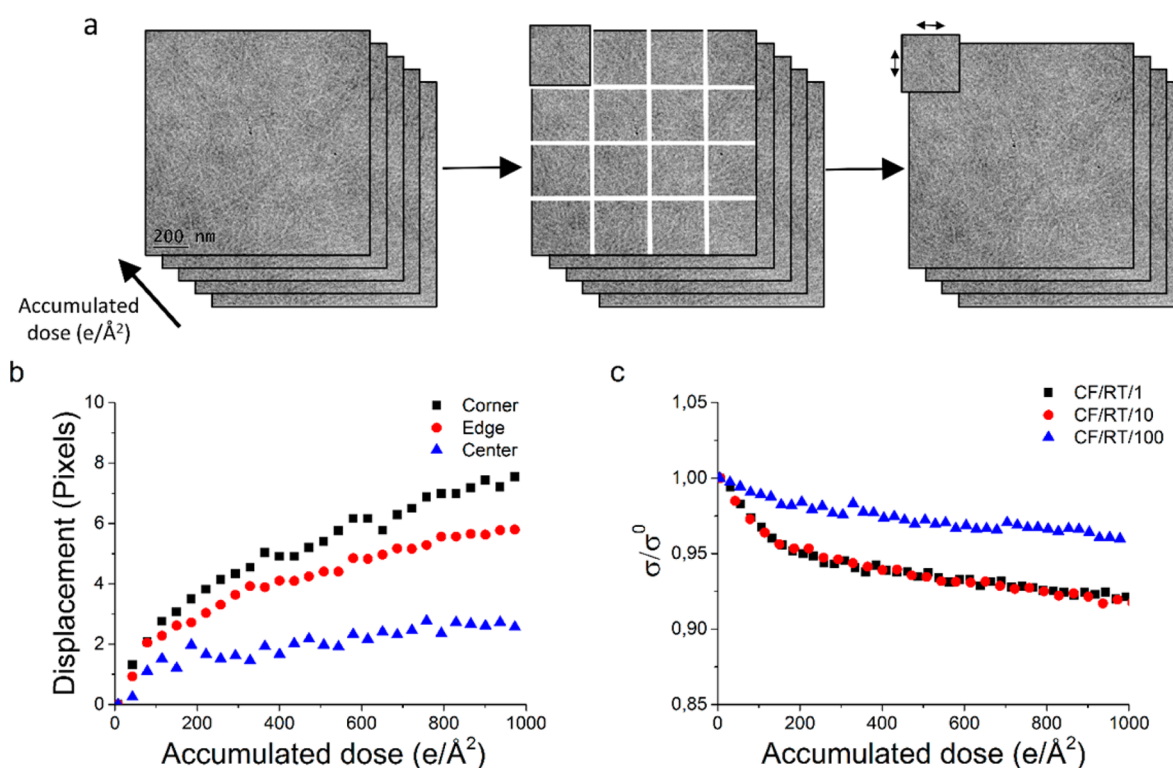 a
200 nm
Accumulated
dose (e/Å²)
b
Displacement (Pixels)
10
8
6
4
2
0
Corner
Edge
Center
0 200 400 600 800 1000
Accumulated dose (e/Å²)
c
σ/σ⁰
1,05
1,00
0,95
0,90
0,85
CF/RT/1
CF/RT/10
CF/RT/100
0 200 400 600 800 1000
Accumulated dose (e/Å²)